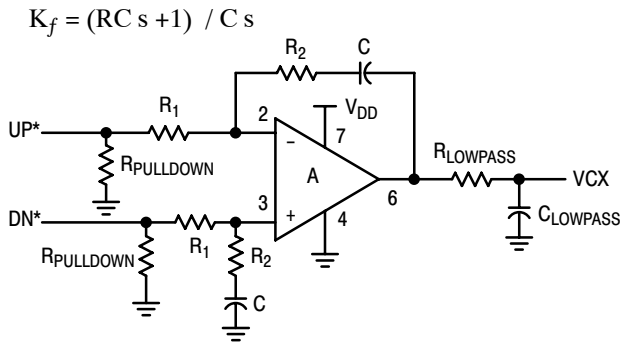 K_f = (RC s +1) / C s
R2
C
R1
VDD
UP*
2
7
RPULLDOWN
−
A
RLOWPASS
6
VCX
DN*
3
+
4
CLOWPASS
R1
RPULLDOWN
R2
C